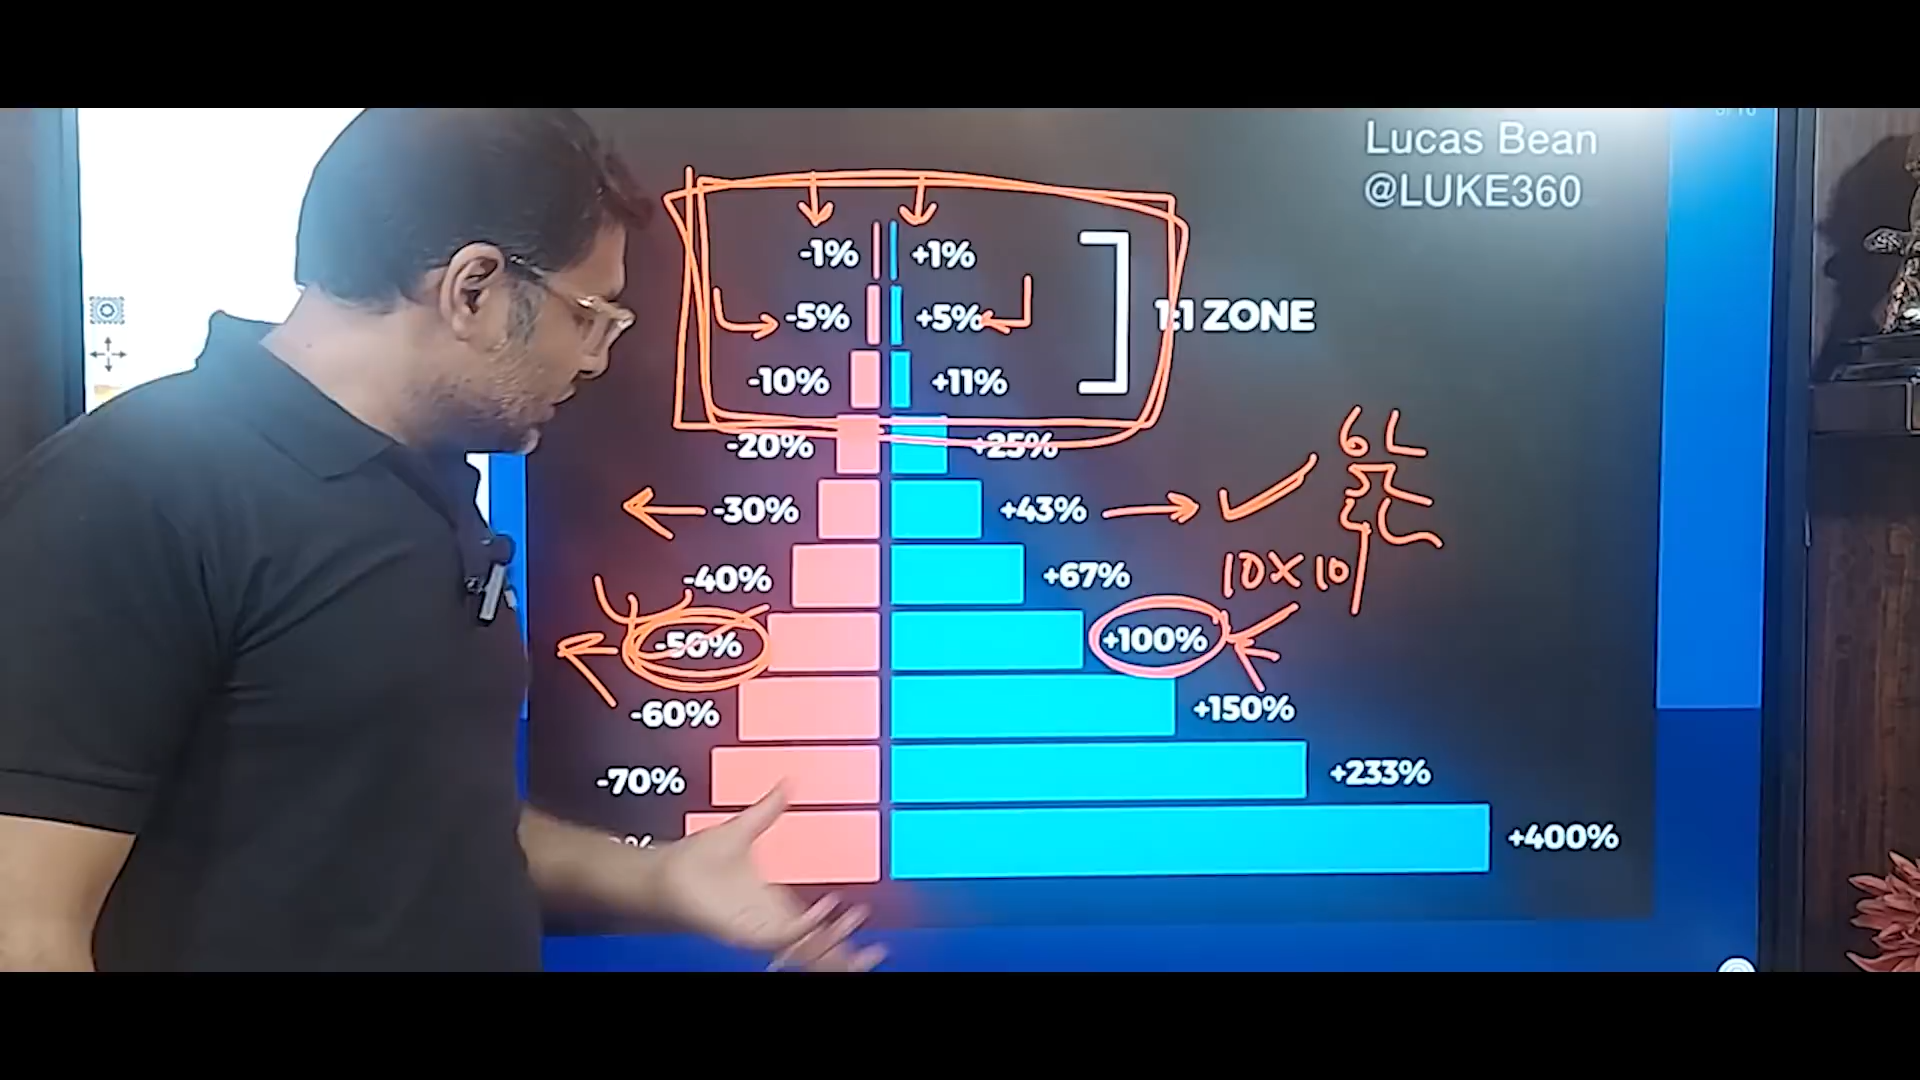 Lucas Bean
@LUKE360
-1% +1%
-5% +5%
1:1 ZONE
-10% +11%
-20% +25%
6L
-30% +43%
-40% +67%
10×10
-50% +100%
-60% +150%
-70% +233%
+400%